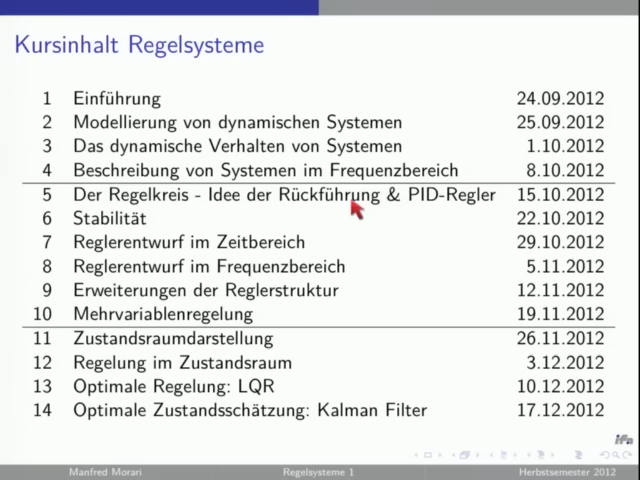 Kursinhalt Regelsysteme
1 Einführung 24.09.2012
2 Modellierung von dynamischen Systemen 25.09.2012
3 Das dynamische Verhalten von Systemen 1.10.2012
4 Beschreibung von Systemen im Frequenzbereich 8.10.2012
5 Der Regelkreis - Idee der Rückführung & PID-Regler 15.10.2012
6 Stabilität 22.10.2012
7 Reglerentwurf im Zeitbereich 29.10.2012
8 Reglerentwurf im Frequenzbereich 5.11.2012
9 Erweiterungen der Reglerstruktur 12.11.2012
10 Mehrvariablenregelung 19.11.2012
11 Zustandsraumdarstellung 26.11.2012
12 Regelung im Zustandsraum 3.12.2012
13 Optimale Regelung: LQR 10.12.2012
14 Optimale Zustandsschätzung: Kalman Filter 17.12.2012
Manfred Morari Regelsysteme 1 Herbstsemester 2012